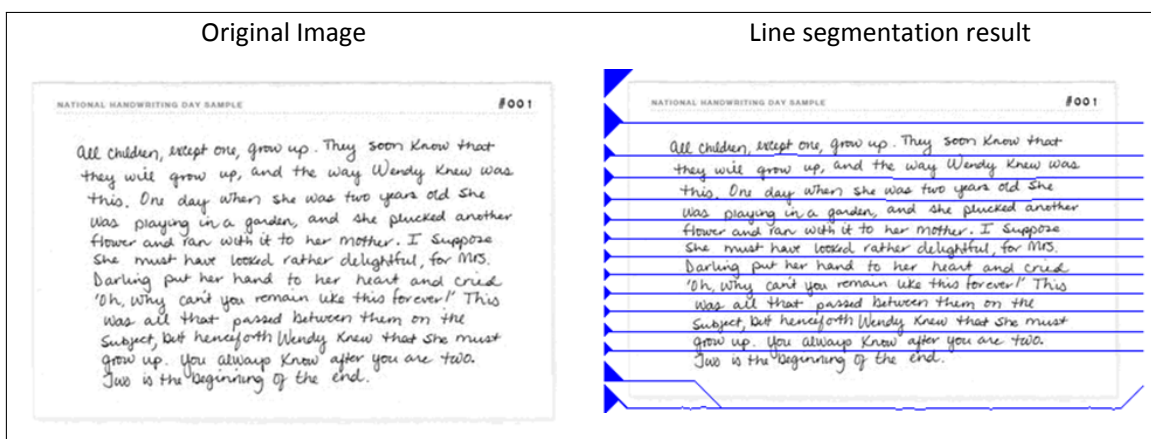 Original Image
Line segmentation result
NATIONAL HANDWRITING DAY SAMPLE #001
All children, except one, grow up. They soon know that
they will grow up, and the way Wendy knew was
this. One day when she was two years old she
was playing in a garden, and she plucked another
flower and ran with it to her mother. I suppose
she must have looked rather delightful, for Mrs.
Darling put her hand to her heart and cried
'Oh, why can't you remain like this forever!' This
was all that passed between them on the
subject, but henceforth Wendy knew that she must
grow up. You always know after you are two.
Two is the beginning of the end.
NATIONAL HANDWRITING DAY SAMPLE #001
All children, except one, grow up. They soon know that
they will grow up, and the way Wendy knew was
this. One day when she was two years old she
was playing in a garden, and she plucked another
flower and ran with it to her mother. I suppose
she must have looked rather delightful, for Mrs.
Darling put her hand to her heart and cried
'Oh, why can't you remain like this forever!' This
was all that passed between them on the
subject, but henceforth Wendy knew that she must
grow up. You always know after you are two.
Two is the beginning of the end.